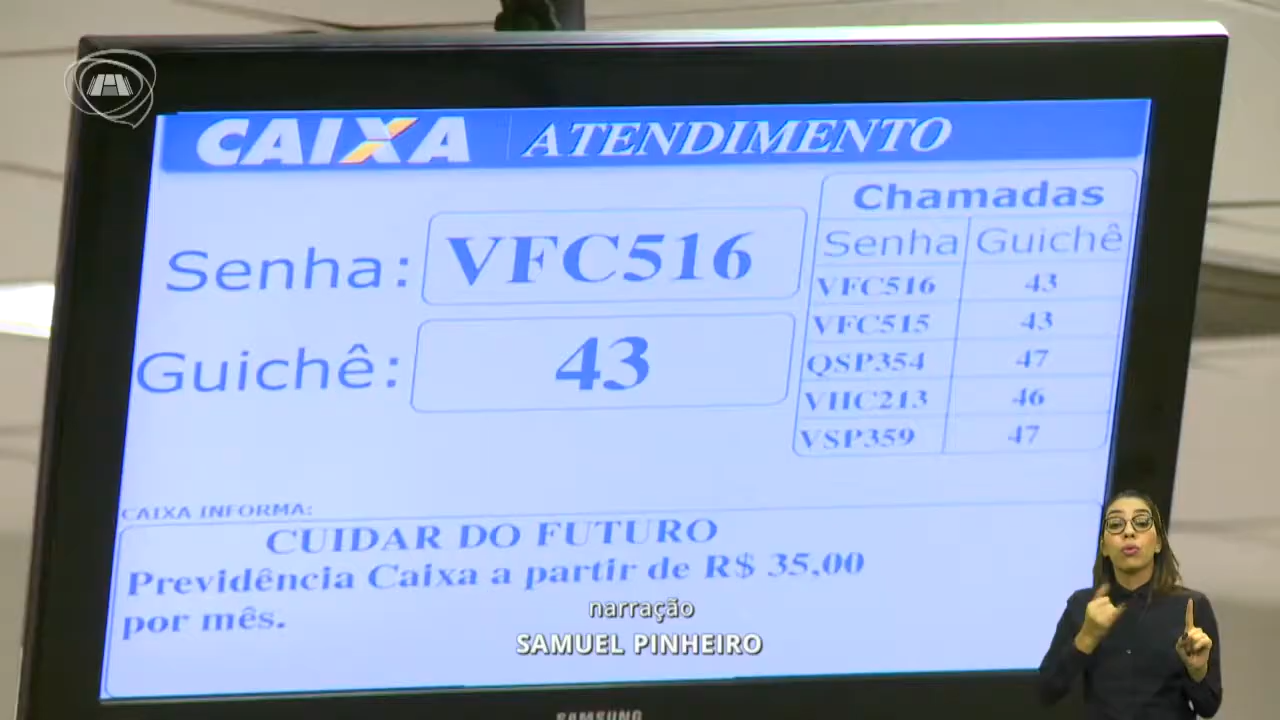 CAIXA ATENDIMENTO
Senha: VFC516
Guichê: 43
Chamadas
Senha Guichê
VFC516 43
VFC515 43
QSP354 47
VHC213 46
VSP359 47
CAIXA INFORMA:
CUIDAR DO FUTURO
Previdência Caixa a partir de R$ 35,00
por mês.
narração
SAMUEL PINHEIRO
SAMSUNG